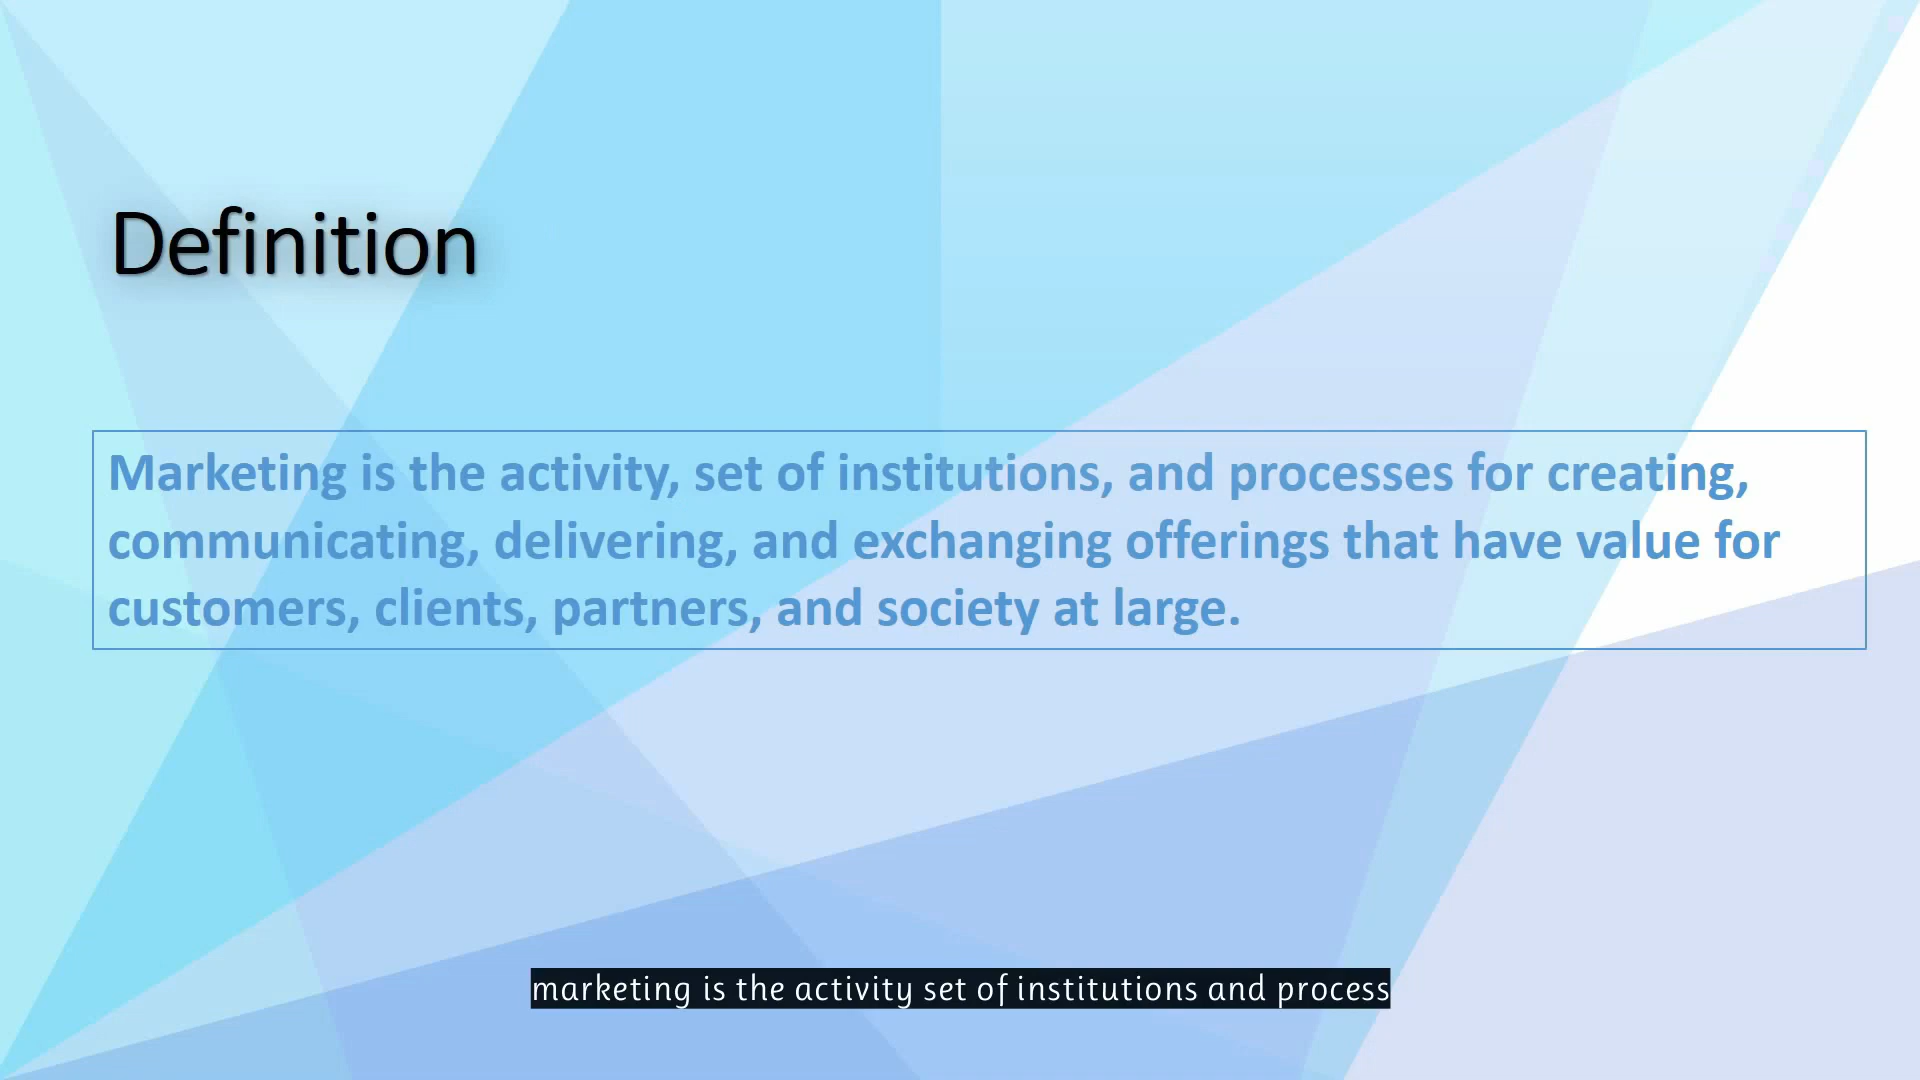 Definition
Marketing is the activity, set of institutions, and processes for creating,
communicating, delivering, and exchanging offerings that have value for
customers, clients, partners, and society at large.
marketing is the activity set of institutions and process